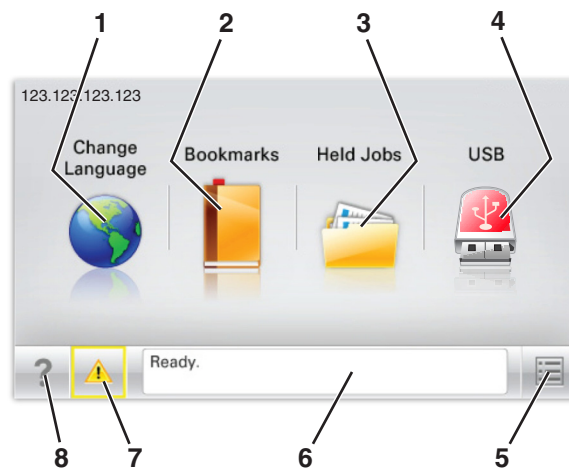 1 2 3 4
123.123.123.123
Change
Language
Bookmarks
Held Jobs
USB
?
Ready.
8 7 6 5